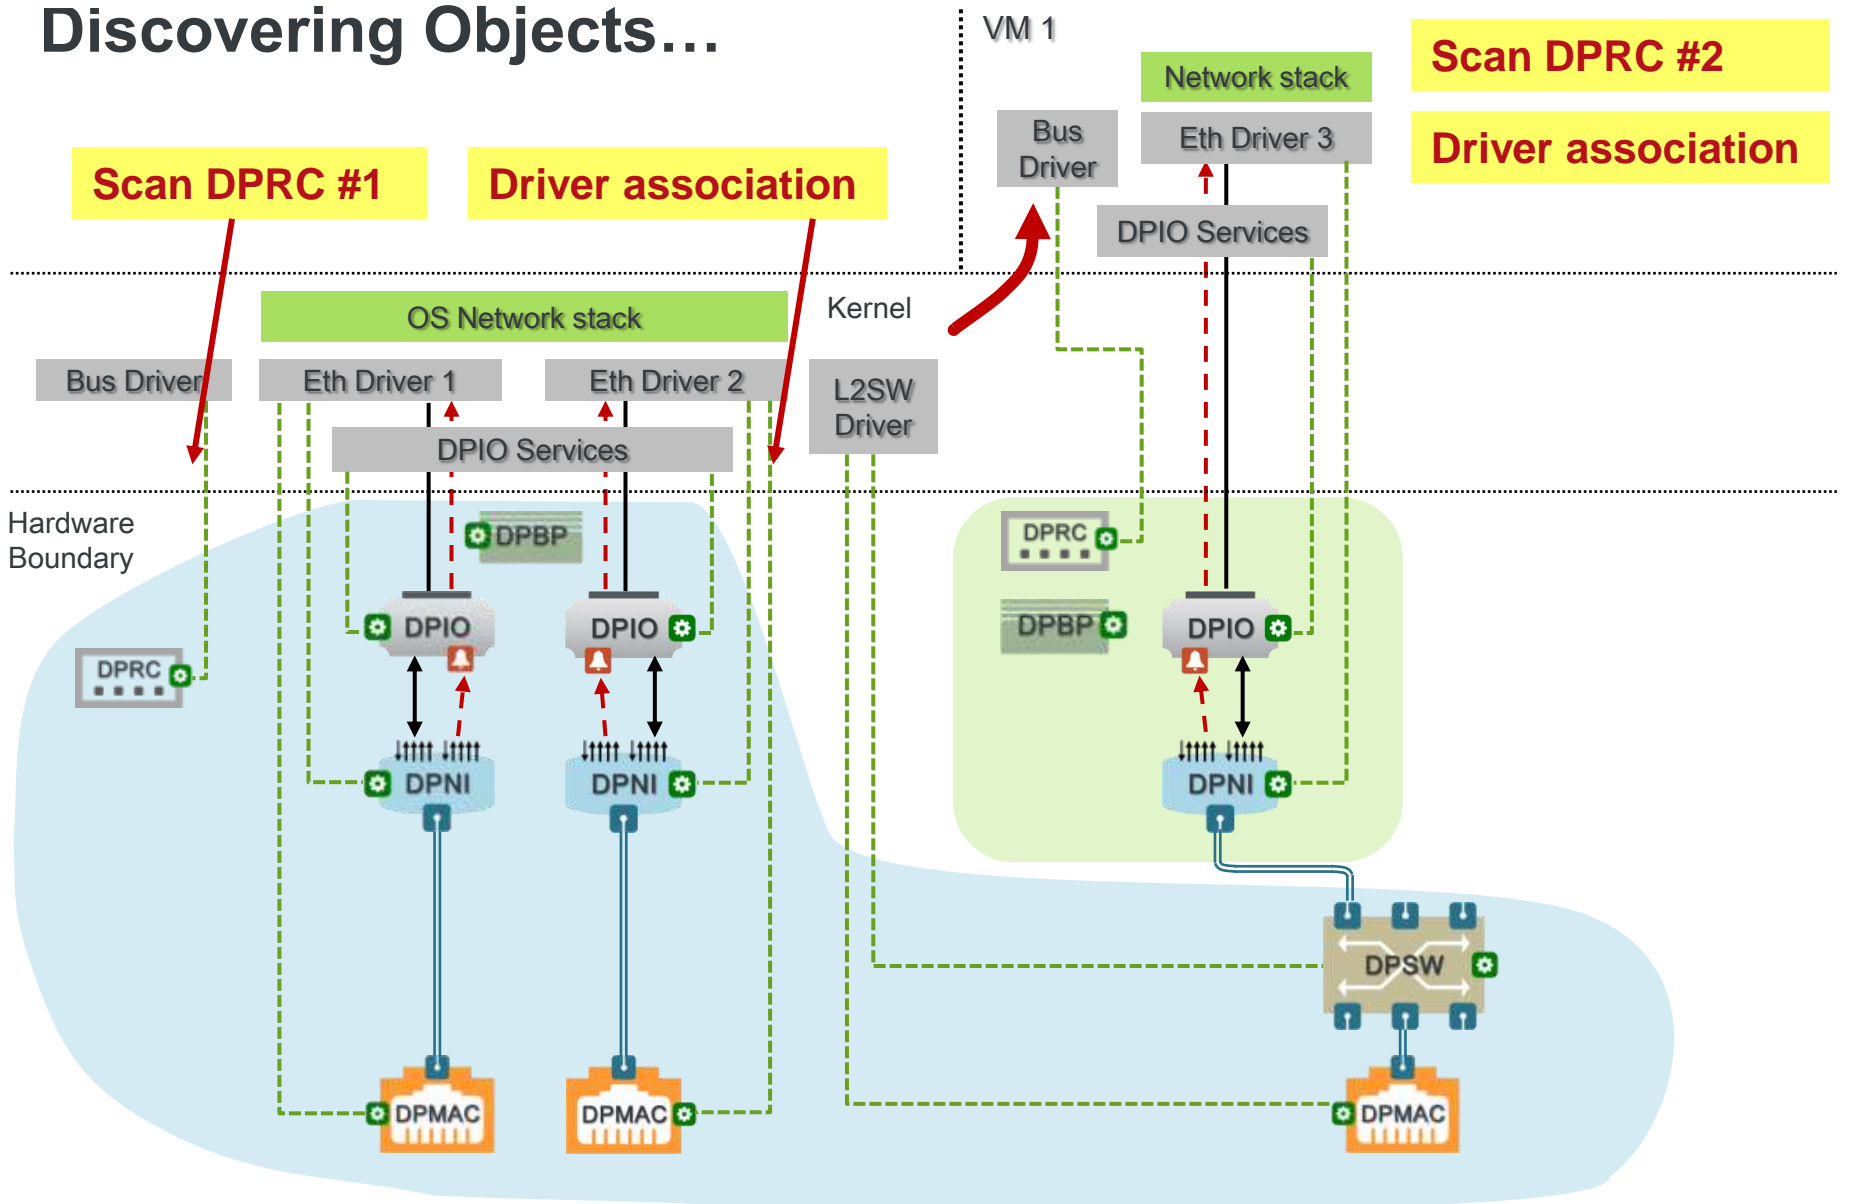 Discovering Objects...
VM 1
Scan DPRC #2
Network stack
Bus
Driver
Eth Driver 3
Driver association
Scan DPRC #1
Driver association
DPIO Services
OS Network stack
Kernel
Bus Driver
Eth Driver 1
Eth Driver 2
L2SW
Driver
DPIO Services
Hardware
Boundary
DPBP
DPRC
DPIO
DPIO
DPBP
DPIO
DPRC
DPNI
DPNI
DPNI
DPSW
DPMAC
DPMAC
DPMAC